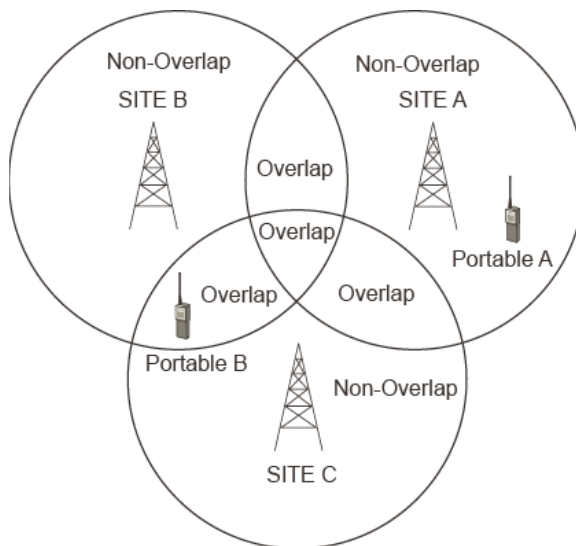 Non-Overlap
SITE B
Non-Overlap
SITE A
Overlap
Overlap
Portable A
Overlap
Overlap
Portable B
Non-Overlap
SITE C